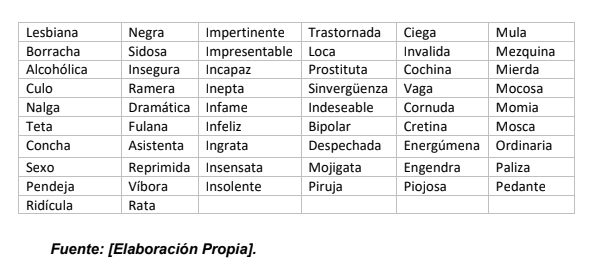 Lesbiana Negra Impertinente Trastornada Ciega Mula
Borracha Sidosa Impresentable Loca Invalida Mezquina
Alcohólica Insegura Incapaz Prostituta Cochina Mierda
Culo Ramera Inepta Sinvergüenza Vaga Mocosa
Nalga Dramática Infame Indeseable Cornuda Momia
Teta Fulana Infeliz Bipolar Cretina Mosca
Concha Asistenta Ingrata Despechada Energúmena Ordinaria
Sexo Reprimida Insensata Mojigata Engendra Paliza
Pendeja Víbora Insolente Piruja Piojosa Pedante
Ridícula Rata
Fuente: [Elaboración Propia].